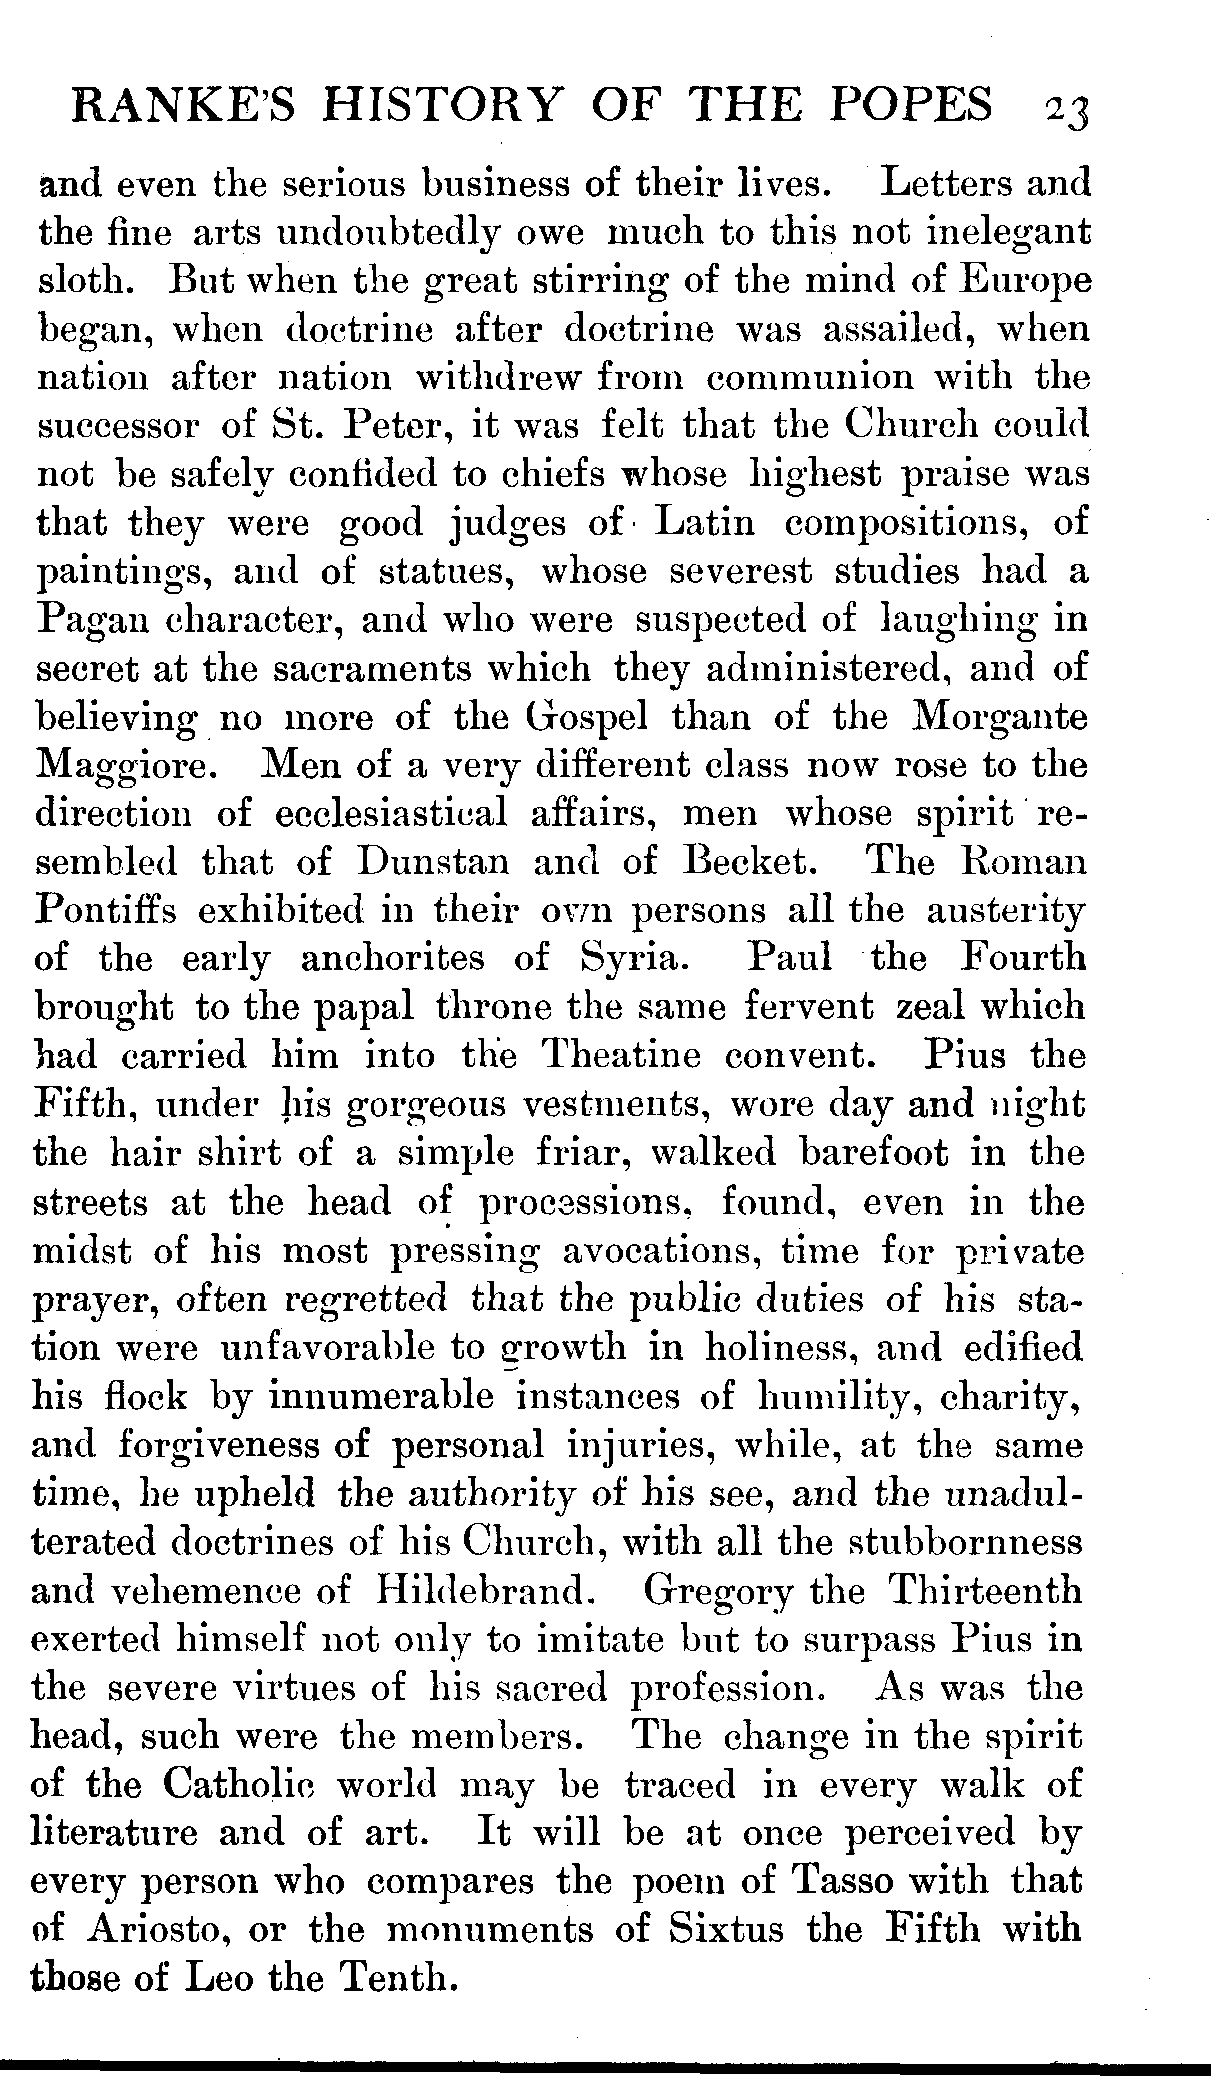 RANKE'S HISTORY OF THE POPES 23
and even the serious business of their lives. Letters and
the fine arts undoubtedly owe much to this not inelegant
sloth. But when the great stirring of the mind of Europe
began, when doctrine after doctrine was assailed, when
nation after nation withdrew from communion with the
successor of St. Peter, it was felt that the Church could
not be safely confided to chiefs whose highest praise was
that they were good judges of Latin compositions, of
paintings, and of statues, whose severest studies had a
Pagan character, and who were suspected of laughing in
secret at the sacraments which they administered, and of
believing no more of the Gospel than of the Morgante
Maggiore. Men of a very different class now rose to the
direction of ecclesiastical affairs, men whose spirit re-
sembled that of Dunstan and of Becket. The Roman
Pontiffs exhibited in their own persons all the austerity
of the early anchorites of Syria. Paul the Fourth
brought to the papal throne the same fervent zeal which
had carried him into the Theatine convent. Pius the
Fifth, under his gorgeous vestments, wore day and night
the hair shirt of a simple friar, walked barefoot in the
streets at the head of processions, found, even in the
midst of his most pressing avocations, time for private
prayer, often regretted that the public duties of his sta-
tion were unfavorable to growth in holiness, and edified
his flock by innumerable instances of humility, charity,
and forgiveness of personal injuries, while, at the same
time, he upheld the authority of his see, and the unadul-
terated doctrines of his Church, with all the stubbornness
and vehemence of Hildebrand. Gregory the Thirteenth
exerted himself not only to imitate but to surpass Pius in
the severe virtues of his sacred profession. As was the
head, such were the members. The change in the spirit
of the Catholic world may be traced in every walk of
literature and of art. It will be at once perceived by
every person who compares the poem of Tasso with that
of Ariosto, or the monuments of Sixtus the Fifth with
those of Leo the Tenth.